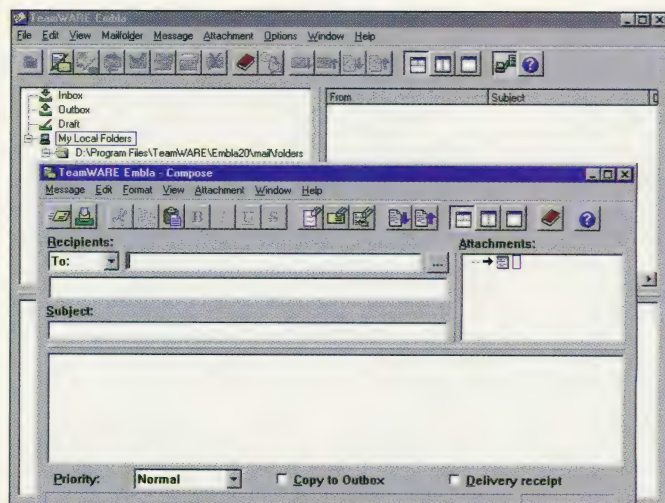 TeamWARE Embla
File Edit View Mailfolder Message Attachment Options Window Help
Inbox
Outbox
Draft
My Local Folders
D:\Program Files\TeamWARE\Embla20\mail\folders
From Subject D
TeamWARE Embla - Compose
Message Edit Format View Attachment Window Help
B I U S
Recipients:
To:
...
Attachments:
Subject:
Priority: Normal Copy to Outbox Delivery receipt